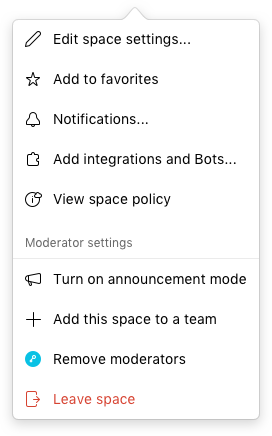 Edit space settings...
Add to favorites
Notifications...
Add integrations and Bots...
View space policy
Moderator settings
Turn on announcement mode
Add this space to a team
Remove moderators
Leave space